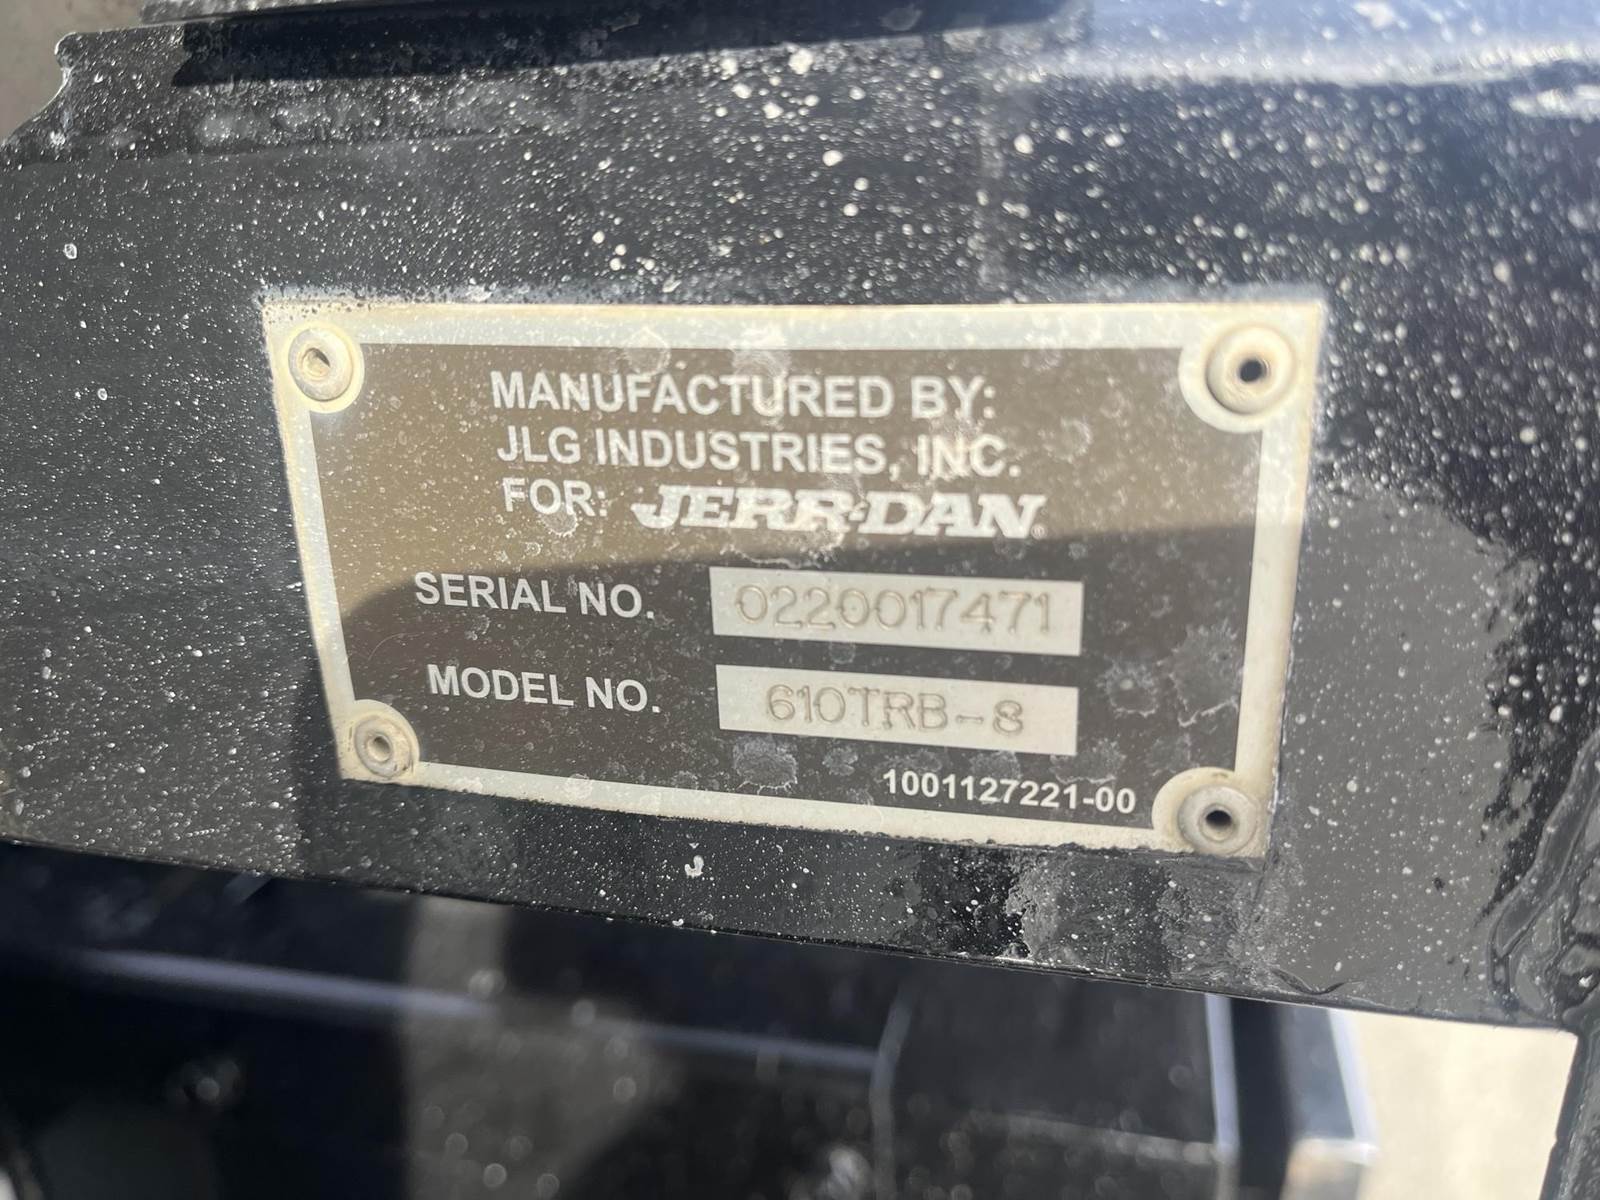 MANUFACTURED BY:
JLG INDUSTRIES, INC.
FOR: JERR-DAN®
SERIAL NO. 0220017471
MODEL NO. 610TRB-8
1001127221-00